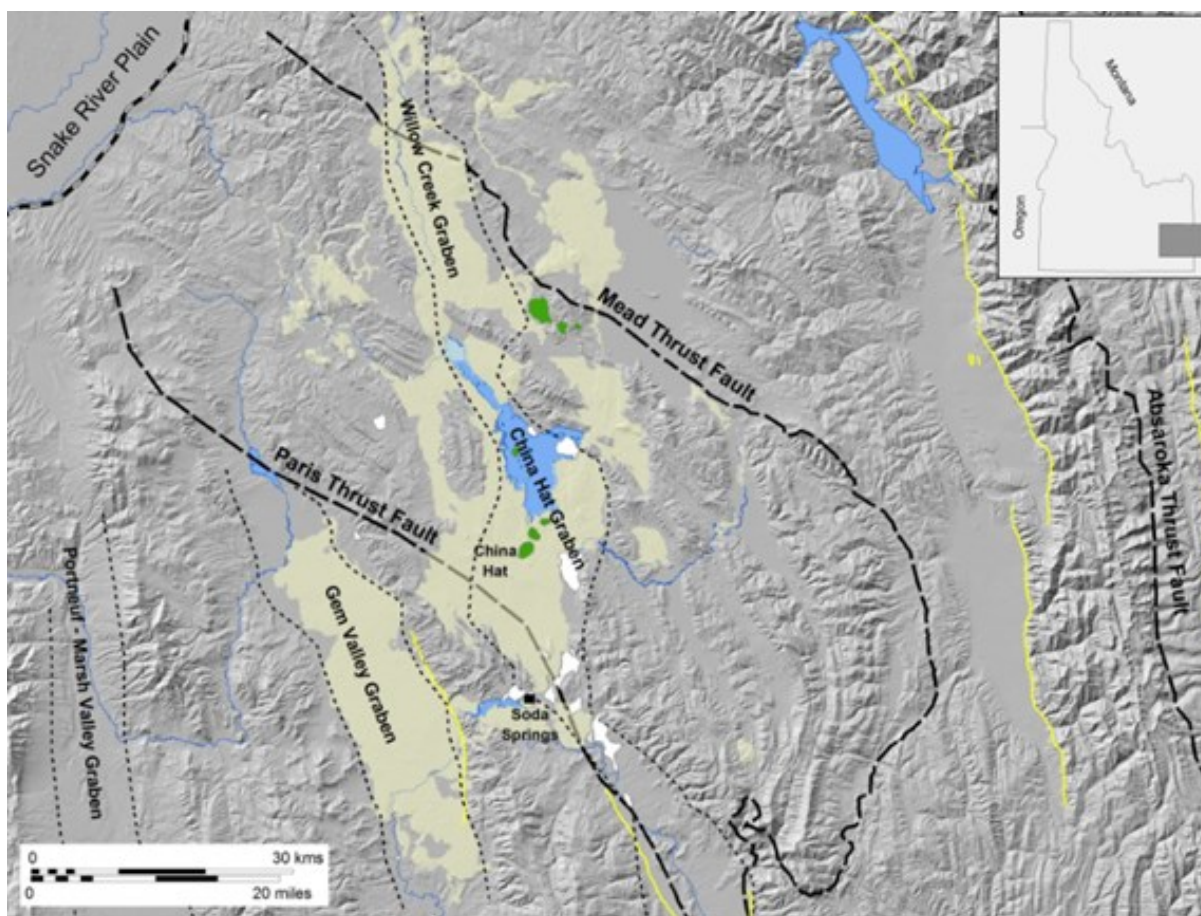 Snake River Plain
Willow Creek Graben
Montana
Oregon
Mead Thrust Fault
Absaroka Thrust Fault
China Hat Graben
Paris Thrust Fault
China
Hat
Portneuf - Marsh Valley Graben
Gem Valley Graben
Soda
Springs
0 30 kms
0 20 miles